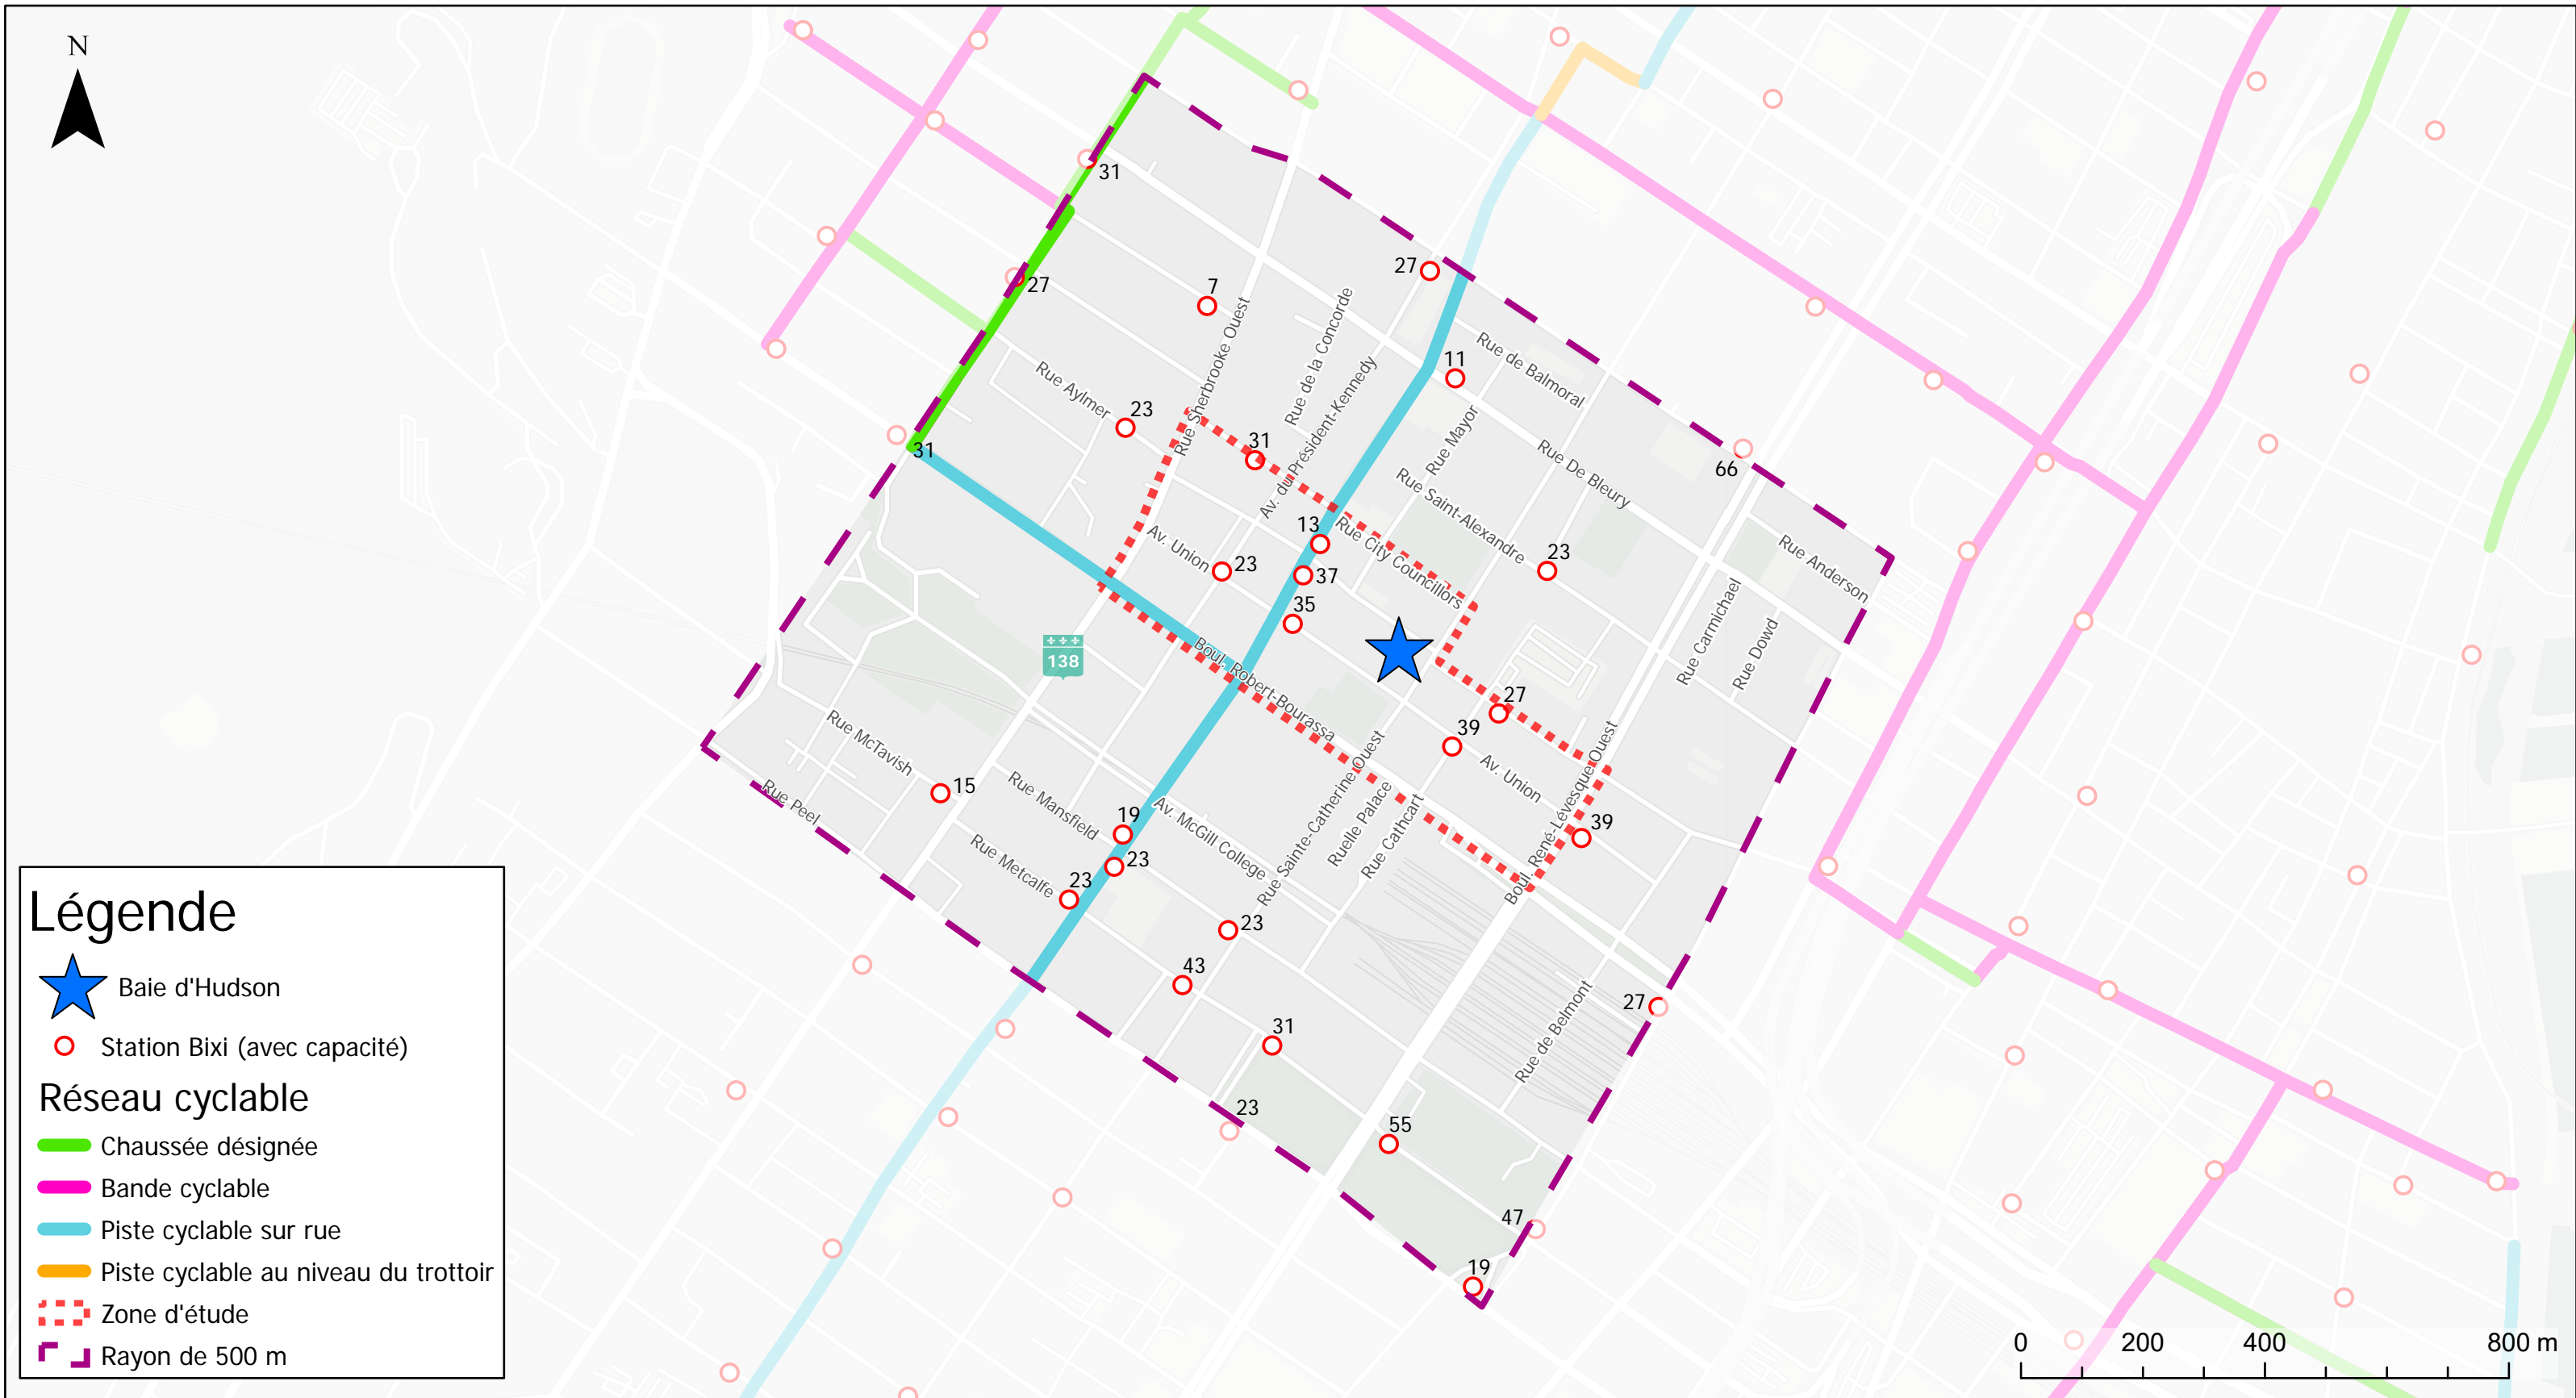 N
31
27
7
27
Rue Sherbrooke Ouest
Rue de la Concorde
Av. du Président-Kennedy
Rue de Balmoral
11
Rue Aylmer
23
31
Rue Mayor
Rue De Bleury
66
31
Rue Saint-Alexandre
13
Rue City Councillors
23
Av. Union
23
37
35
Rue Anderson
Rue Carmichael
Rue Dowd
138
Boul. Robert-Bourassa
27
39
Av. Union
Rue McTavish
Rue Peel
15
Rue Mansfield
19
Av. McGill College
Rue Sainte-Catherine Ouest
Ruelle Palace
Rue Cathcart
Boul. René-Lévesque Ouest
39
Rue Metcalfe
23
23
23
43
31
27
Rue de Belmont
23
55
47
19
Légende
Baie d'Hudson
Station Bixi (avec capacité)
Réseau cyclable
Chaussée désignée
Bande cyclable
Piste cyclable sur rue
Piste cyclable au niveau du trottoir
Zone d'étude
Rayon de 500 m
0 200 400 800 m